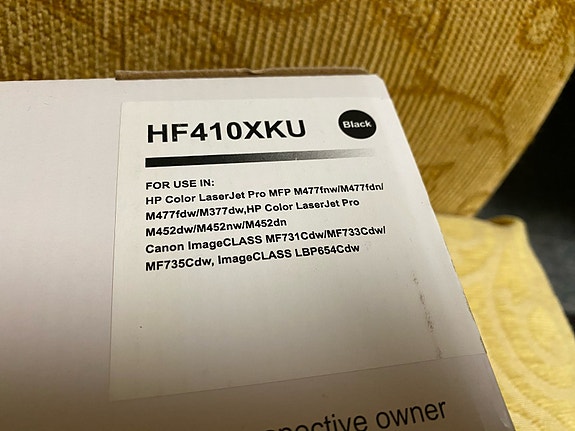 HF410XKU
Black
FOR USE IN:
HP Color LaserJet Pro MFP M477fnw/M477fdn/
M477fdw/M377dw,HP Color LaserJet Pro
M452dw/M452nw/M452dn
Canon ImageCLASS MF731Cdw/MF733Cdw/
MF735Cdw, ImageCLASS LBP654Cdw
owner